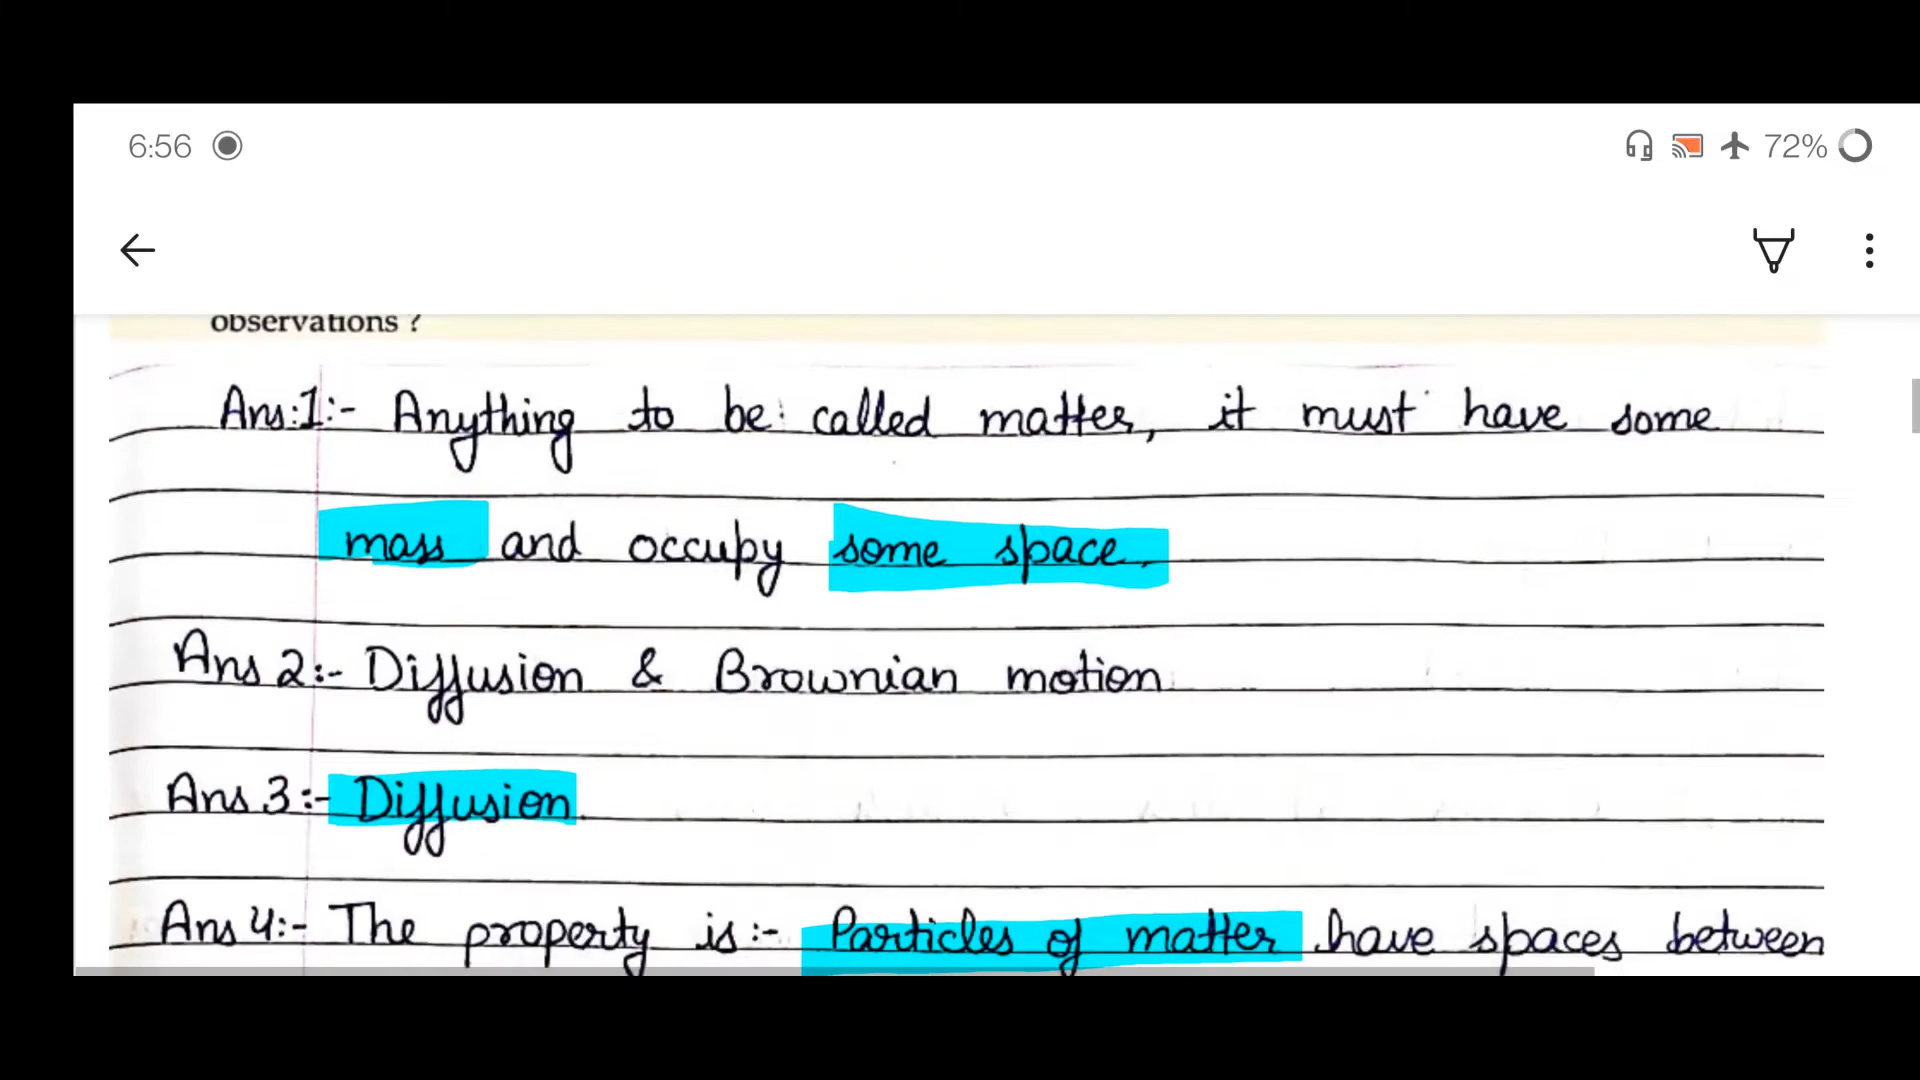 6:56
72%
observations ?
Ans:1:- Anything to be called matter, it must have some
mass and occupy some space.
Ans 2:- Diffusion & Brownian motion
Ans 3:- Diffusion
Ans 4:- The property is:- Particles of matter have spaces between